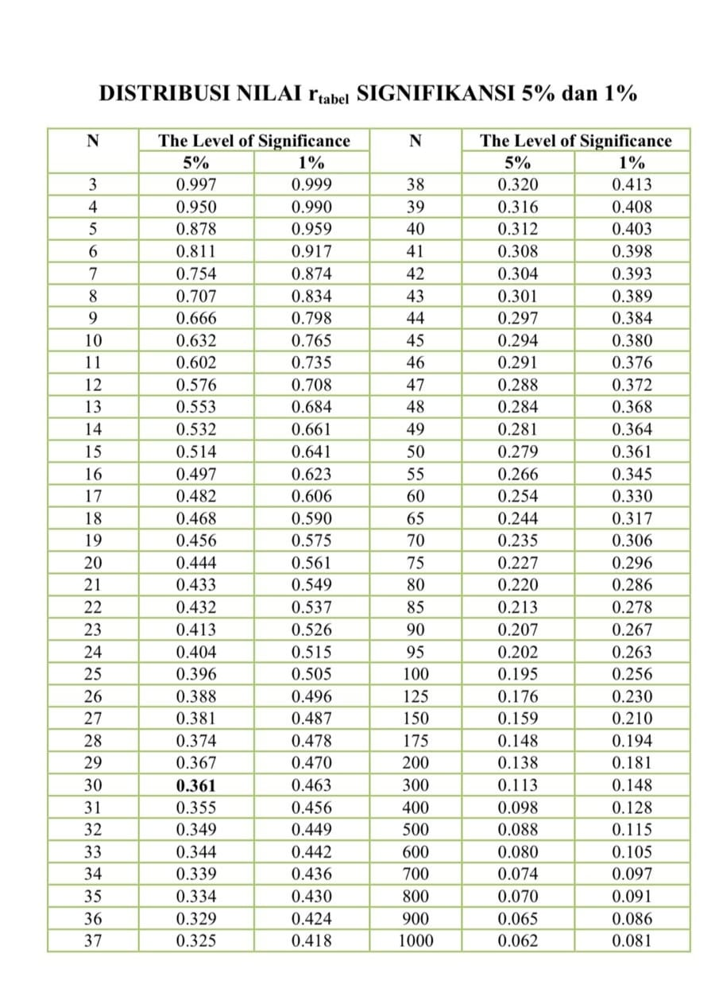 DISTRIBUSI NILAI rtabel SIGNIFIKANSI 5% dan 1%
N The Level of Significance N The Level of Significance
5% 1% 5% 1%
3 0.997 0.999 38 0.320 0.413
4 0.950 0.990 39 0.316 0.408
5 0.878 0.959 40 0.312 0.403
6 0.811 0.917 41 0.308 0.398
7 0.754 0.874 42 0.304 0.393
8 0.707 0.834 43 0.301 0.389
9 0.666 0.798 44 0.297 0.384
10 0.632 0.765 45 0.294 0.380
11 0.602 0.735 46 0.291 0.376
12 0.576 0.708 47 0.288 0.372
13 0.553 0.684 48 0.284 0.368
14 0.532 0.661 49 0.281 0.364
15 0.514 0.641 50 0.279 0.361
16 0.497 0.623 55 0.266 0.345
17 0.482 0.606 60 0.254 0.330
18 0.468 0.590 65 0.244 0.317
19 0.456 0.575 70 0.235 0.306
20 0.444 0.561 75 0.227 0.296
21 0.433 0.549 80 0.220 0.286
22 0.432 0.537 85 0.213 0.278
23 0.413 0.526 90 0.207 0.267
24 0.404 0.515 95 0.202 0.263
25 0.396 0.505 100 0.195 0.256
26 0.388 0.496 125 0.176 0.230
27 0.381 0.487 150 0.159 0.210
28 0.374 0.478 175 0.148 0.194
29 0.367 0.470 200 0.138 0.181
30 0.361 0.463 300 0.113 0.148
31 0.355 0.456 400 0.098 0.128
32 0.349 0.449 500 0.088 0.115
33 0.344 0.442 600 0.080 0.105
34 0.339 0.436 700 0.074 0.097
35 0.334 0.430 800 0.070 0.091
36 0.329 0.424 900 0.065 0.086
37 0.325 0.418 1000 0.062 0.081